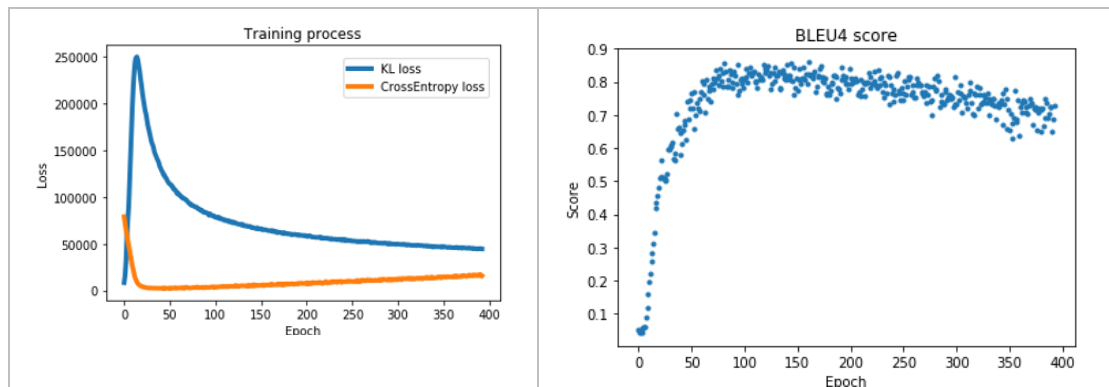 Training process
KL loss
CrossEntropy loss
Loss
250000
200000
150000
100000
50000
0
0 50 100 150 200 250 300 350 400
Epoch
BLEU4 score
Score
0.9
0.8
0.7
0.6
0.5
0.4
0.3
0.2
0.1
0 50 100 150 200 250 300 350 400
Epoch